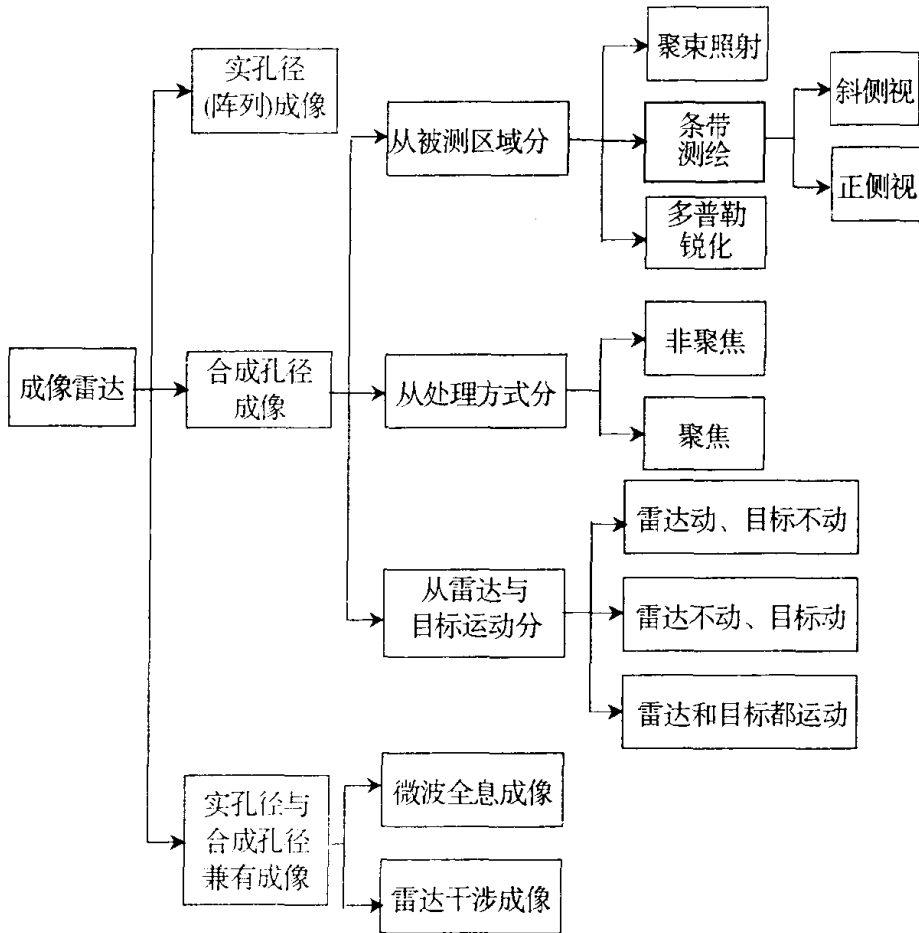 成像雷达
实孔径
(阵列)成像
合成孔径
成像
实孔径与
合成孔径
兼有成像
从被测区域分
从处理方式分
从雷达与
目标运动分
微波全息成像
雷达干涉成像
聚束照射
条带
测绘
多普勒
锐化
非聚焦
聚焦
雷达动、目标不动
雷达不动、目标动
雷达和目标都运动
斜侧视
正侧视